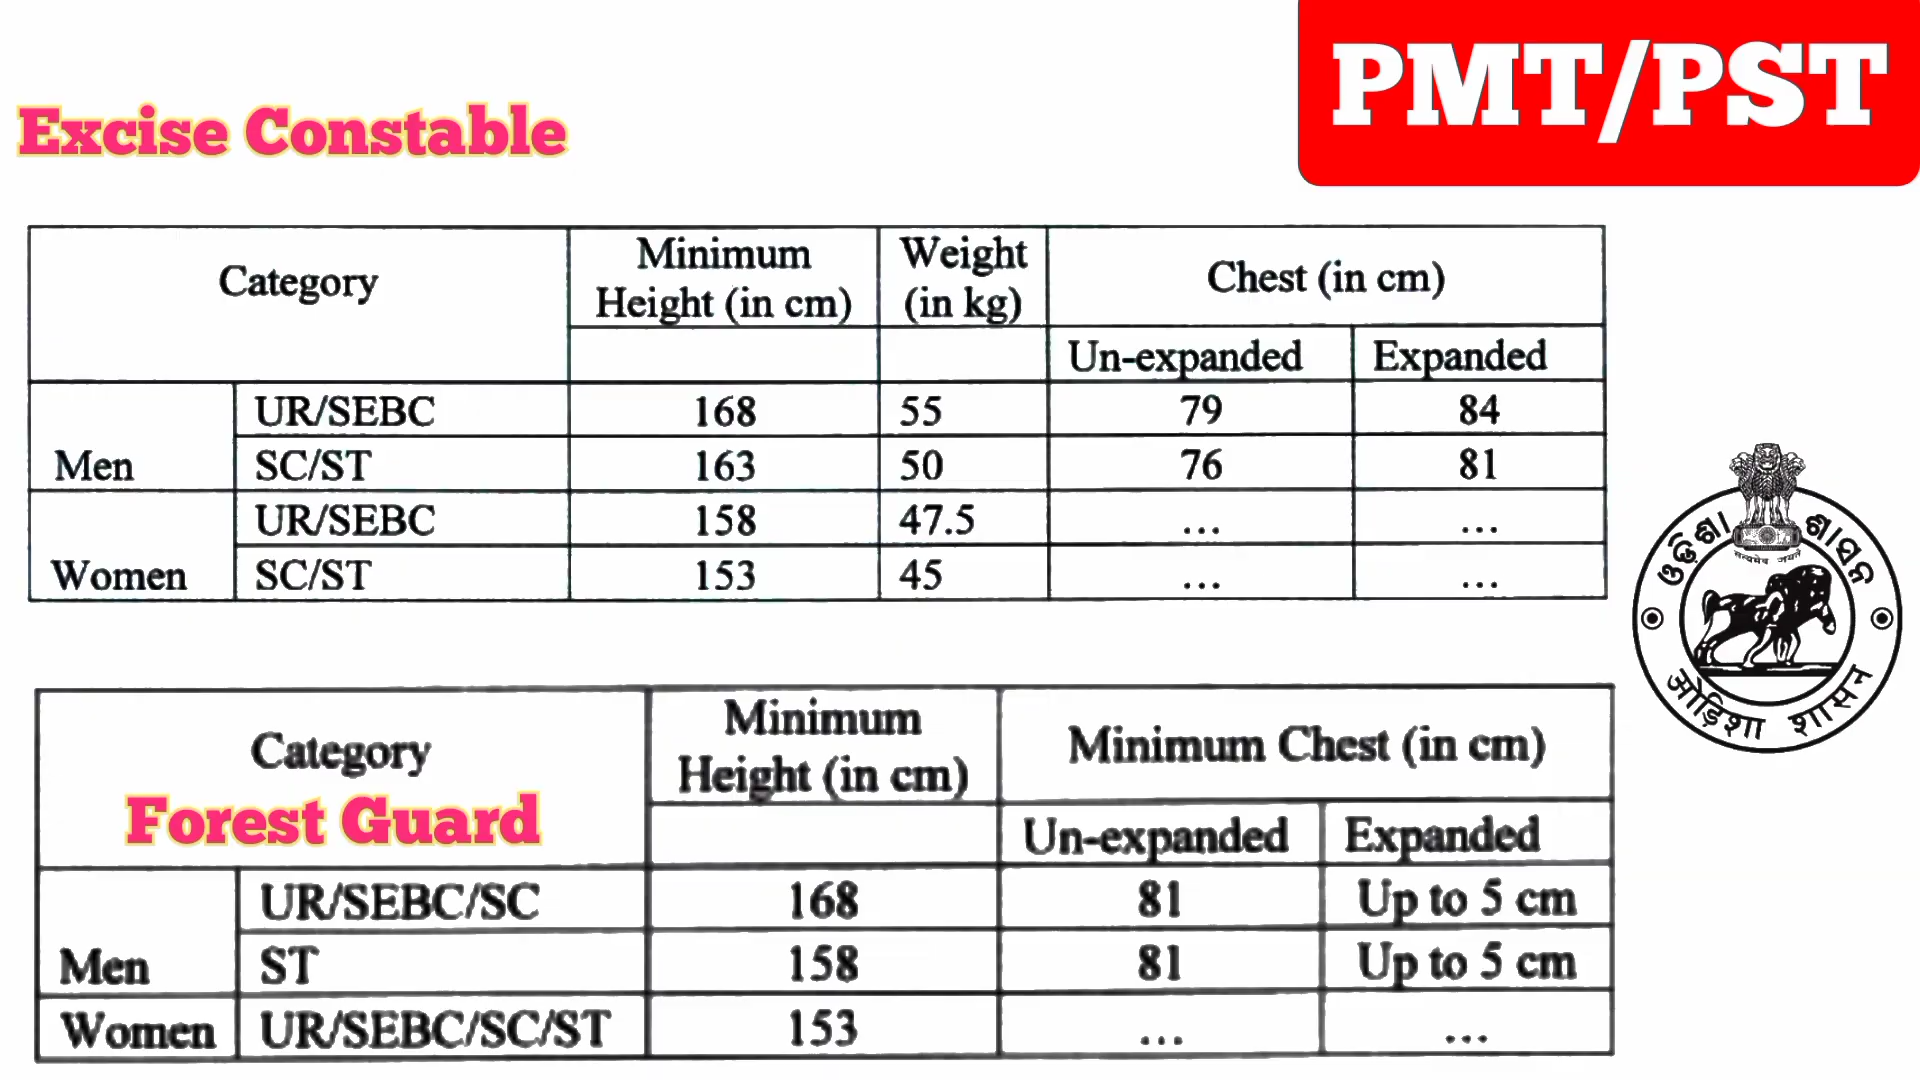 PMT/PST
Excise Constable
Category | Minimum Height (in cm) | Weight (in kg) | Chest (in cm)
Un-expanded | Expanded
Men | UR/SEBC | 168 | 55 | 79 | 84
SC/ST | 163 | 50 | 76 | 81
Women | UR/SEBC | 158 | 47.5 | ... | ...
SC/ST | 153 | 45 | ... | ...
ଓଡ଼ିଶା ଶାସନ
सत्यमेव जयते
ओड़िशा शासन
Category | Minimum Height (in cm) | Minimum Chest (in cm)
Forest Guard
Un-expanded | Expanded
Men | UR/SEBC/SC | 168 | 81 | Up to 5 cm
ST | 158 | 81 | Up to 5 cm
Women | UR/SEBC/SC/ST | 153 | ... | ...